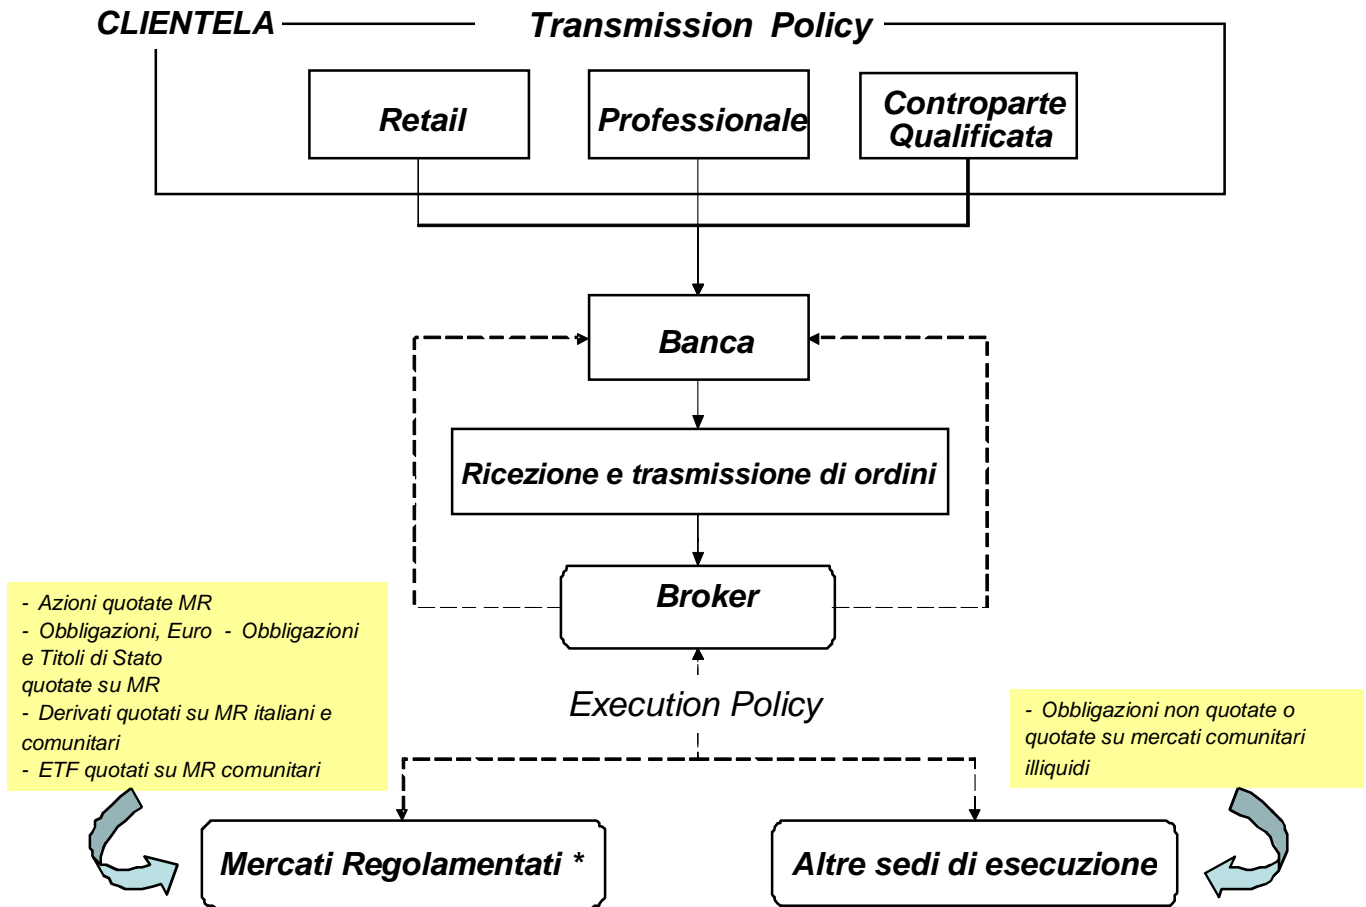 CLIENTELA
Transmission Policy
Retail
Professionale
Controparte
Qualificata
Banca
Ricezione e trasmissione di ordini
Broker
- Azioni quotate MR
- Obbligazioni, Euro - Obbligazioni
e Titoli di Stato
quotate su MR
- Derivati quotati su MR italiani e
comunitari
- ETF quotati su MR comunitari
Execution Policy
- Obbligazioni non quotate o
quotate su mercati comunitari
illiquidi
Mercati Regolamentati *
Altre sedi di esecuzione